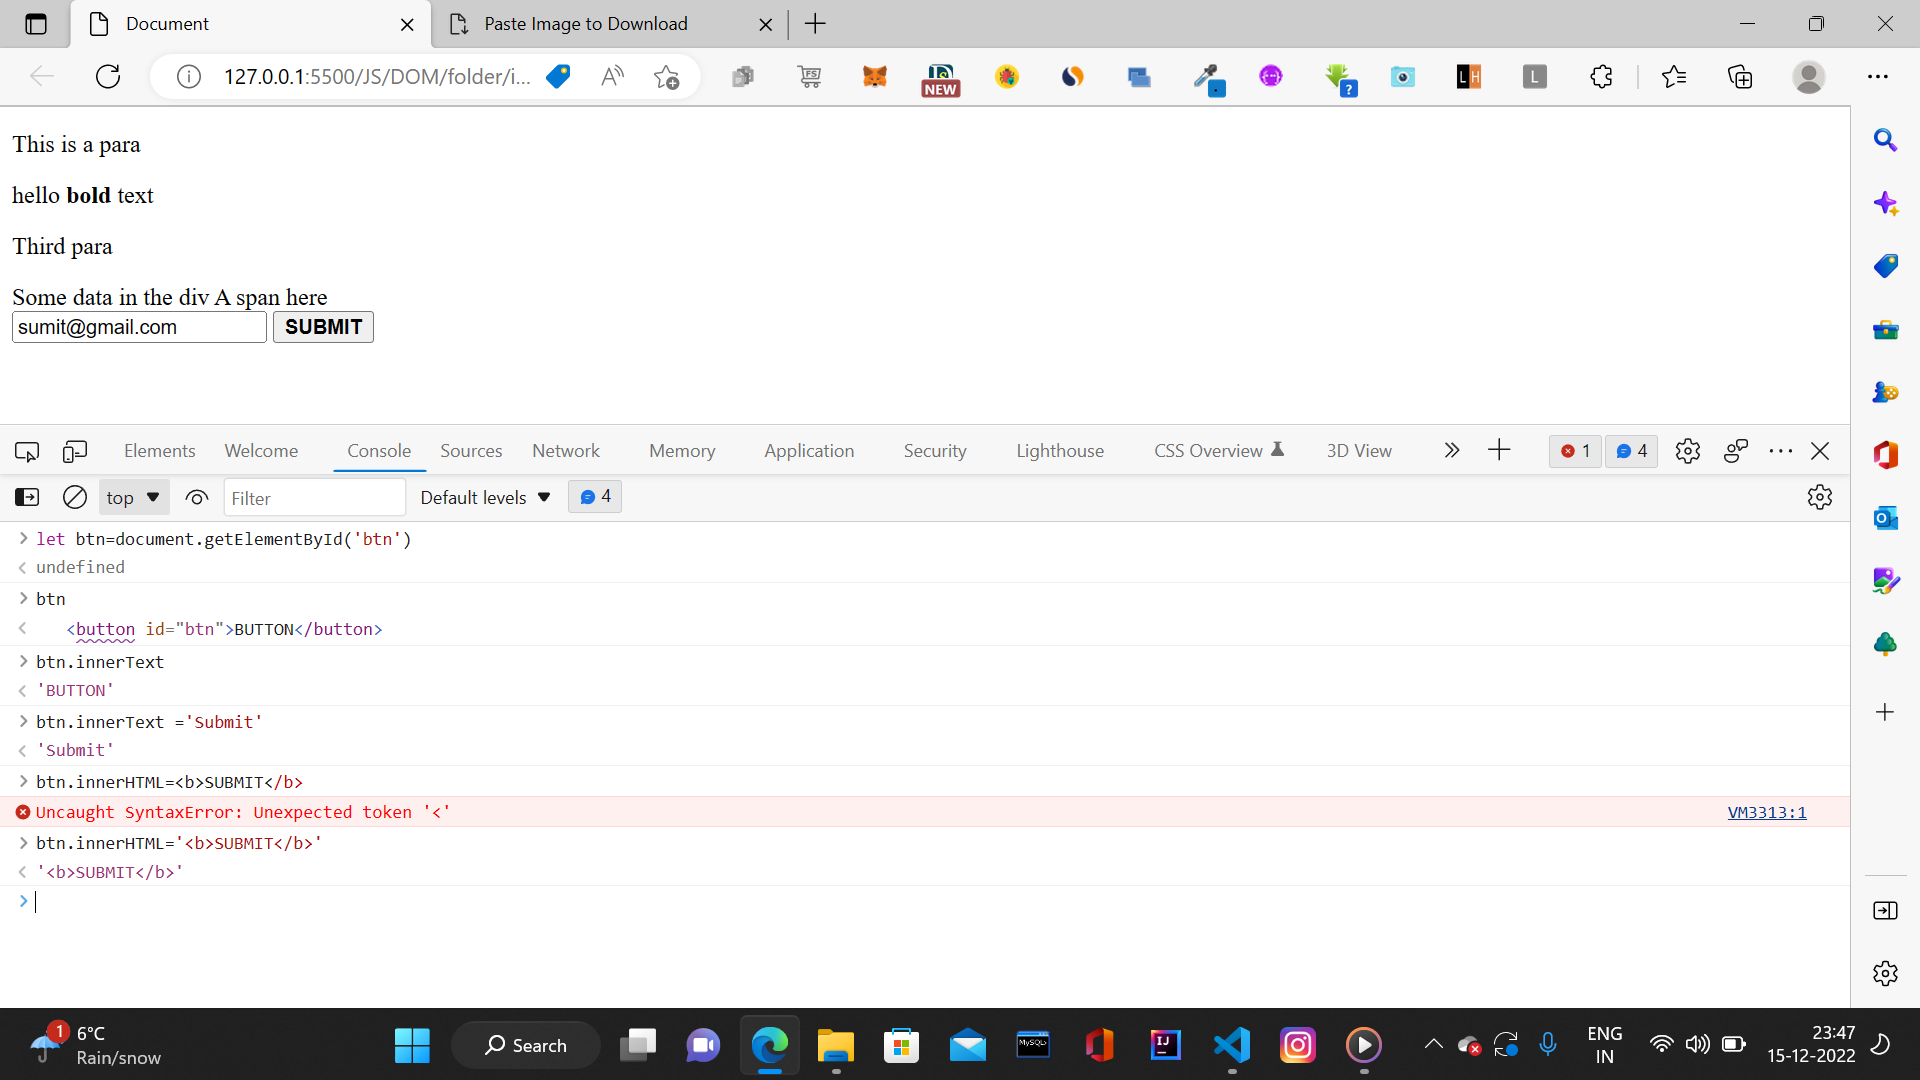 Document
Paste Image to Download
127.0.0.1:5500/JS/DOM/folder/i...
NEW
FS
LH
L
?
This is a para
hello bold text
Third para
Some data in the div A span here
sumit@gmail.com SUBMIT
Elements Welcome Console Sources Network Memory Application Security Lighthouse CSS Overview 3D View 1 4
top Filter Default levels 4
let btn=document.getElementById('btn')
undefined
btn
<button id="btn">BUTTON</button>
btn.innerText
'BUTTON'
btn.innerText ='Submit'
'Submit'
btn.innerHTML=<b>SUBMIT</b>
Uncaught SyntaxError: Unexpected token '<' VM3313:1
btn.innerHTML='<b>SUBMIT</b>'
'<b>SUBMIT</b>'
1
6°C
Rain/snow
Search
MySQL>
IJ
ENG
IN
23:47
15-12-2022